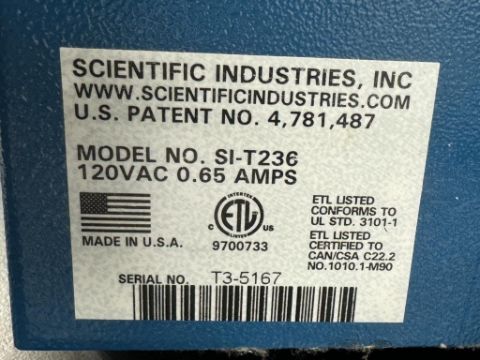 SCIENTIFIC INDUSTRIES, INC
WWW.SCIENTIFICINDUSTRIES.COM
U.S. PATENT NO. 4,781,487
MODEL NO. SI-T236
120VAC 0.65 AMPS
INTERTEK
C ETL US
LISTED
9700733
MADE IN U.S.A.
ETL LISTED
CONFORMS TO
UL STD. 3101-1
ETL LISTED
CERTIFIED TO
CAN/CSA C22.2
NO.1010.1-M90
SERIAL NO. T3-5167